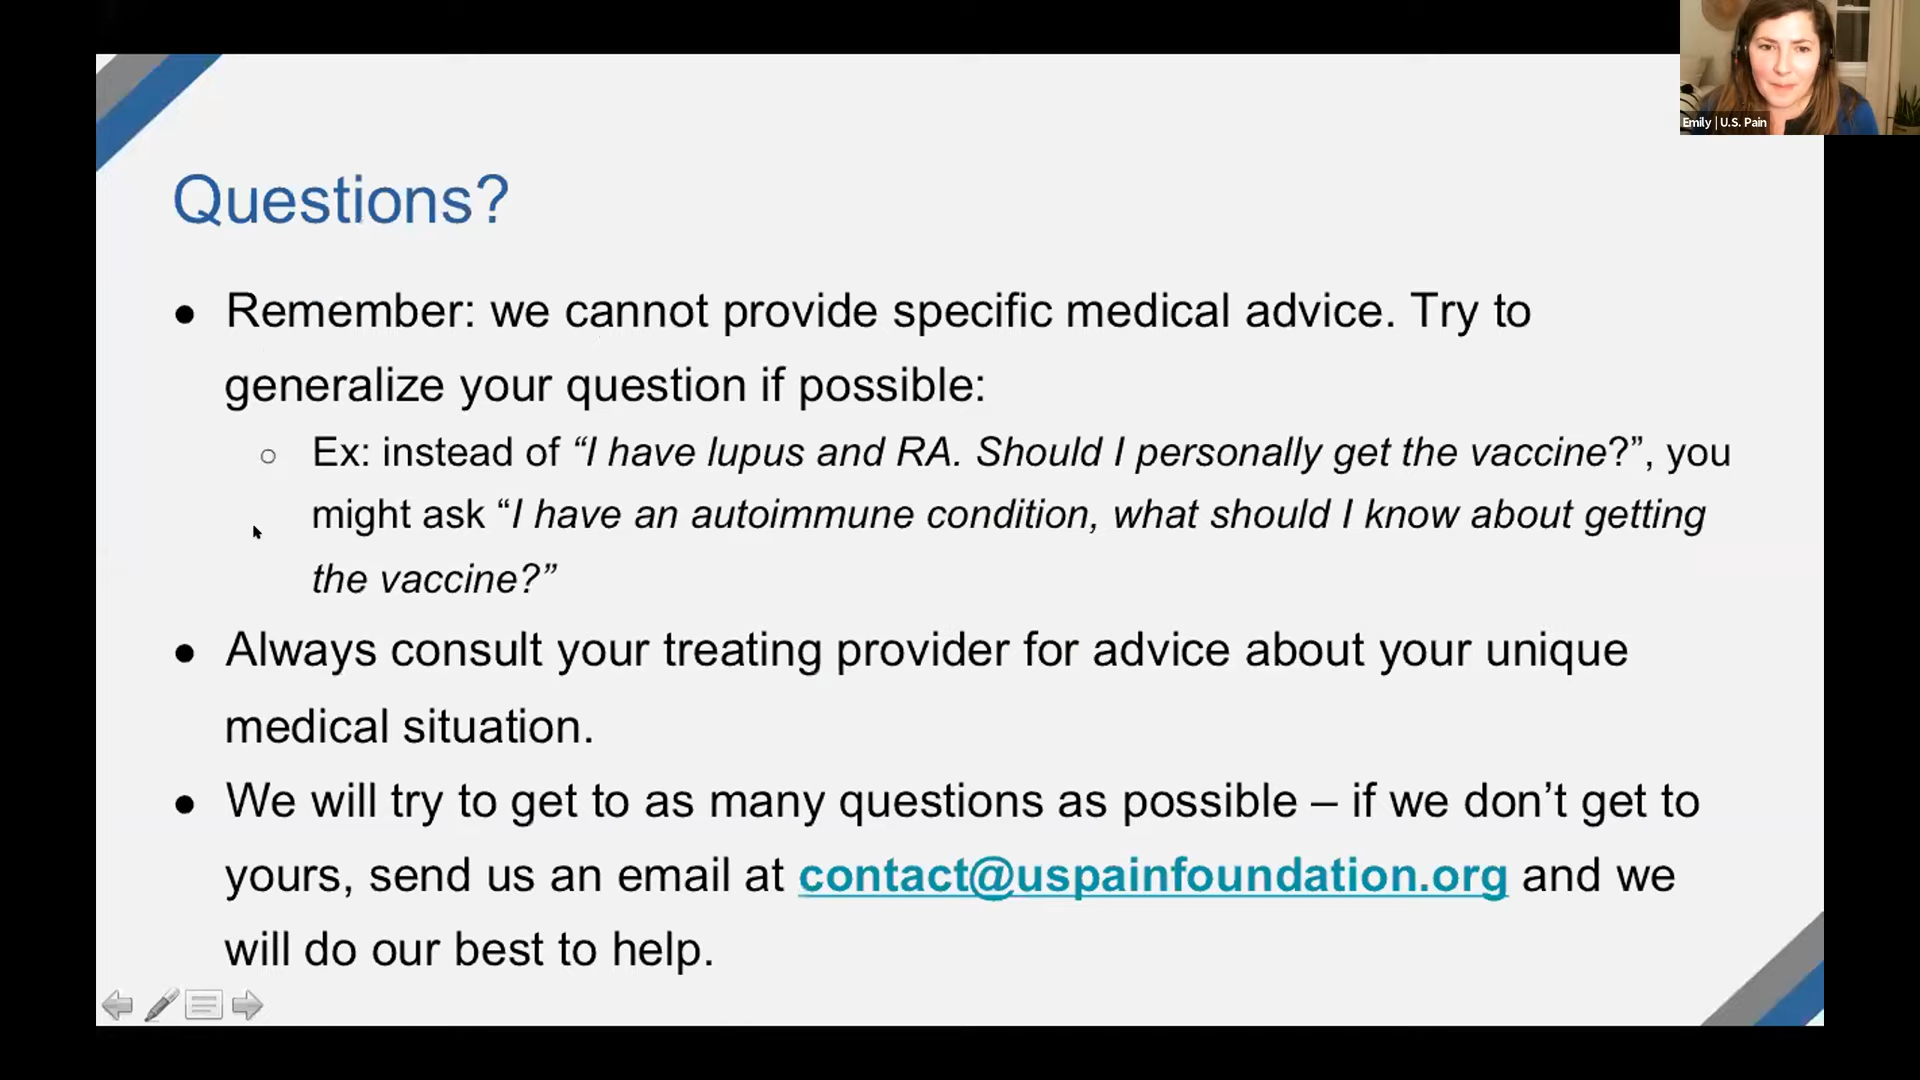 Emily | U.S. Pain
Questions?
● Remember: we cannot provide specific medical advice. Try to
generalize your question if possible:
○ Ex: instead of “I have lupus and RA. Should I personally get the vaccine?”, you
might ask “I have an autoimmune condition, what should I know about getting
the vaccine?”
● Always consult your treating provider for advice about your unique
medical situation.
● We will try to get to as many questions as possible – if we don’t get to
yours, send us an email at contact@uspainfoundation.org and we
will do our best to help.